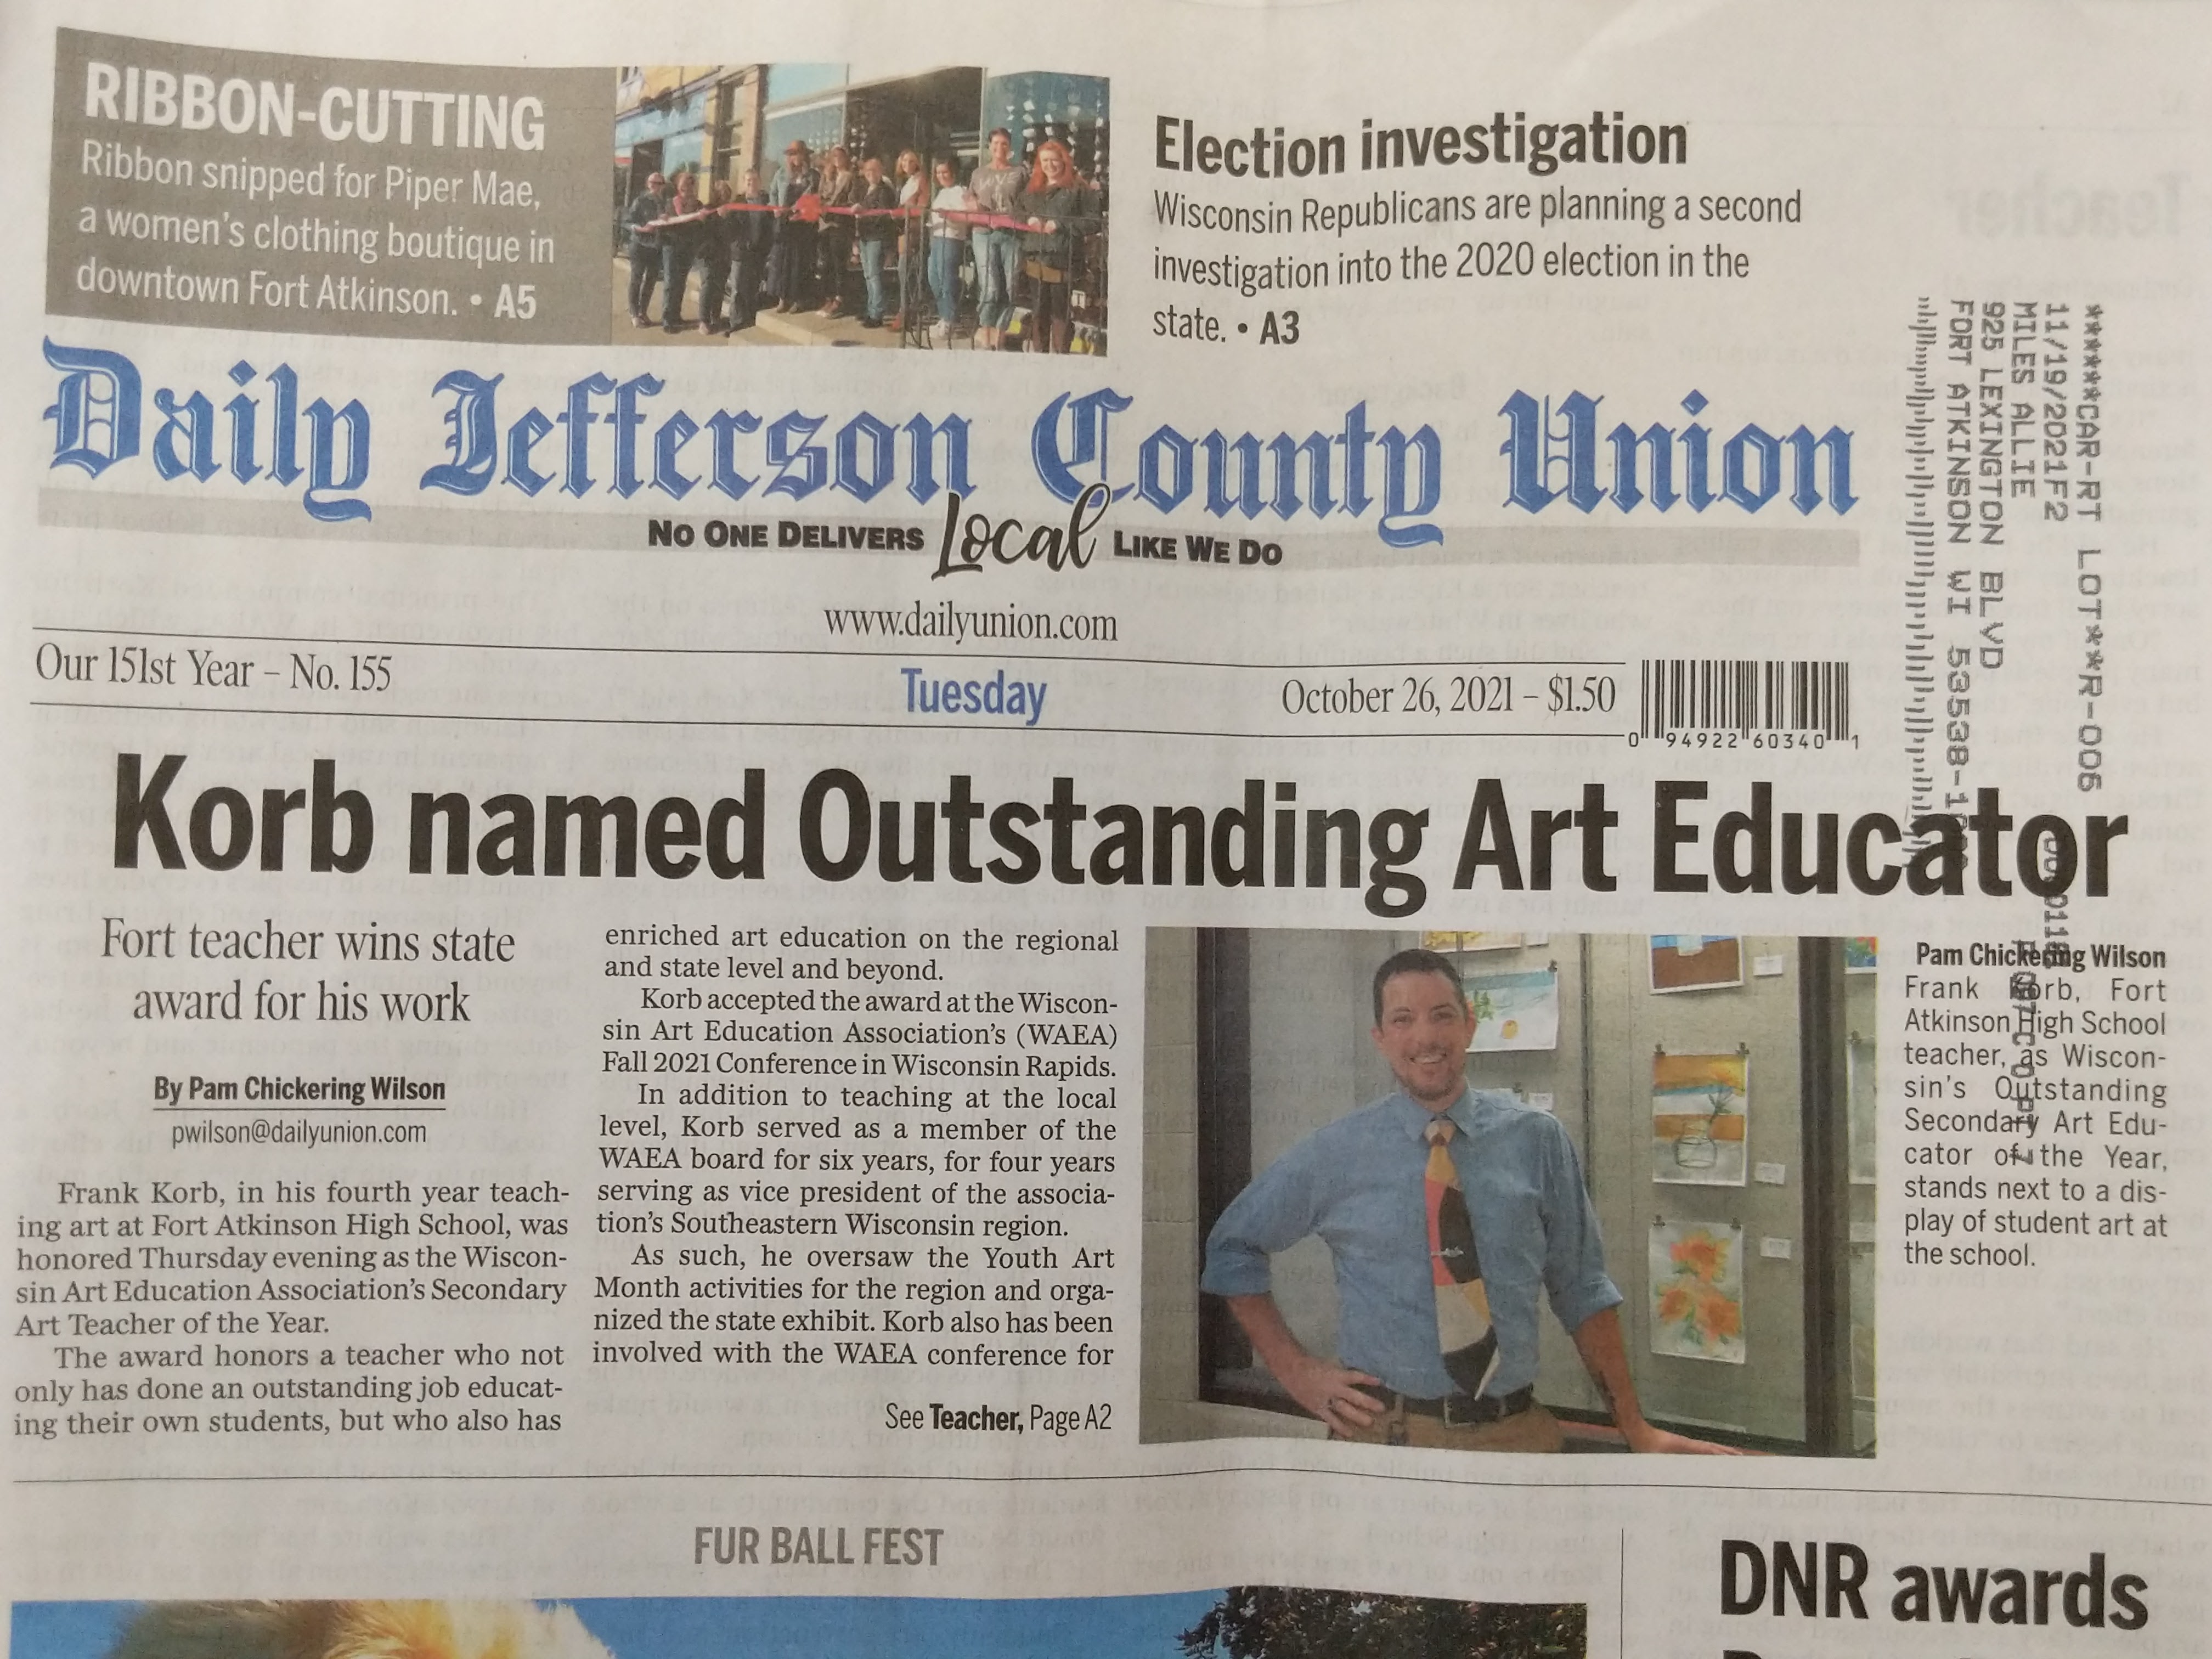 RIBBON-CUTTING
Ribbon snipped for Piper Mae,
a women's clothing boutique in
downtown Fort Atkinson. • A5
Election investigation
Wisconsin Republicans are planning a second
investigation into the 2020 election in the
state. • A3
Daily Jefferson County Union
NO ONE DELIVERS Local LIKE WE DO
www.dailyunion.com
Our 151st Year – No. 155
Tuesday
October 26, 2021 – $1.50
0 94922 60340 1
******CAR-RT LOT**R-006
11/19/2021F2
MILES ALLIE
925 LEXINGTON BLVD
FORT ATKINSON WI
Korb named Outstanding Art Educator
Fort teacher wins state
award for his work
By Pam Chickering Wilson
pwilson@dailyunion.com
Frank Korb, in his fourth year teach-
ing art at Fort Atkinson High School, was
honored Thursday evening as the Wiscon-
sin Art Education Association's Secondary
Art Teacher of the Year.
The award honors a teacher who not
only has done an outstanding job educat-
ing their own students, but who also has
enriched art education on the regional
and state level and beyond.
Korb accepted the award at the Wiscon-
sin Art Education Association's (WAEA)
Fall 2021 Conference in Wisconsin Rapids.
In addition to teaching at the local
level, Korb served as a member of the
WAEA board for six years, for four years
serving as vice president of the associa-
tion's Southeastern Wisconsin region.
As such, he oversaw the Youth Art
Month activities for the region and orga-
nized the state exhibit. Korb also has been
involved with the WAEA conference for
See Teacher, Page A2
Pam Chickering Wilson
Frank Korb, Fort
Atkinson High School
teacher, as Wiscon-
sin's Outstanding
Secondary Art Edu-
cator of the Year,
stands next to a dis-
play of student art at
the school.
FUR BALL FEST
DNR awards